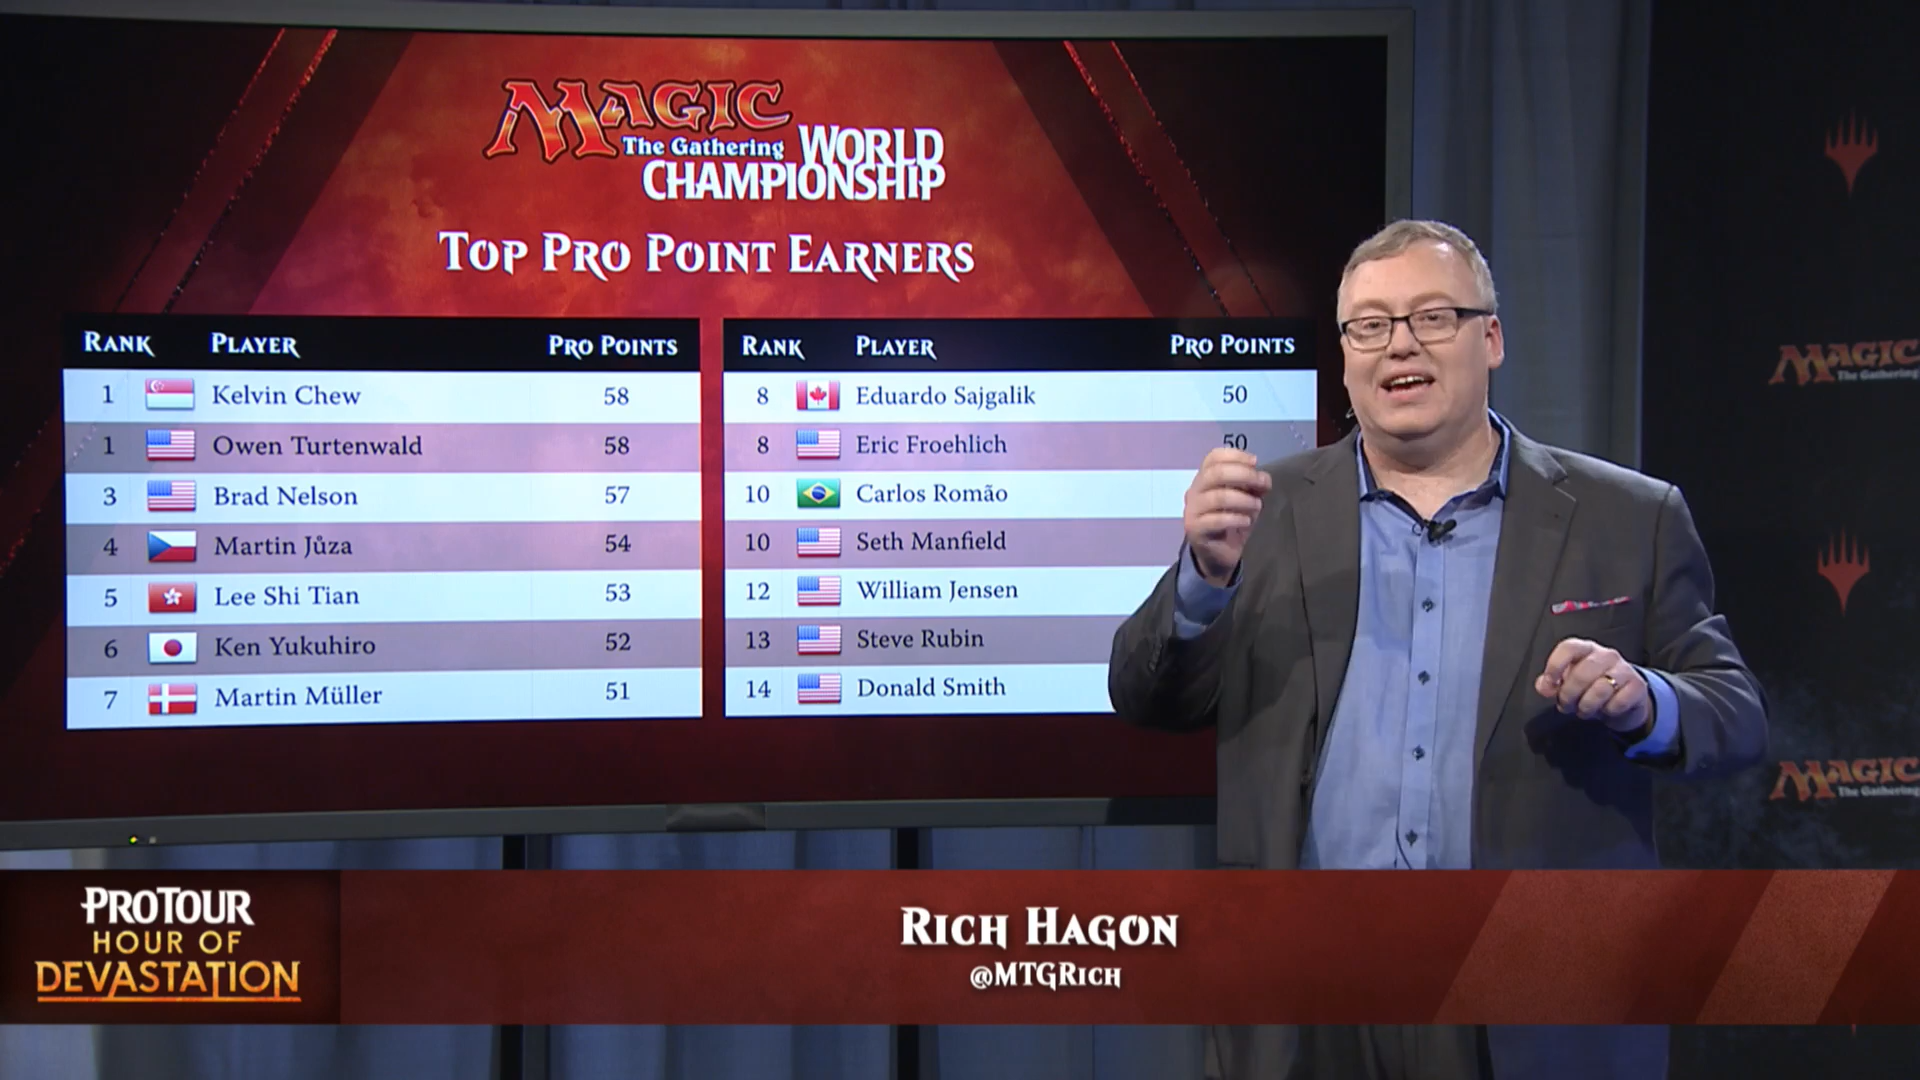 MAGIC
The Gathering
WORLD
CHAMPIONSHIP
TOP PRO POINT EARNERS
RANK PLAYER PRO POINTS
1 Kelvin Chew 58
1 Owen Turtenwald 58
3 Brad Nelson 57
4 Martin Jůza 54
5 Lee Shi Tian 53
6 Ken Yukuhiro 52
7 Martin Müller 51
RANK PLAYER PRO POINTS
8 Eduardo Sajgalik 50
8 Eric Froehlich 50
10 Carlos Romão
10 Seth Manfield
12 William Jensen
13 Steve Rubin
14 Donald Smith
MAGIC
The Gathering
MAGIC
The Gathering
PROTOUR
HOUR OF
DEVASTATION
RICH HAGON
@MTGRICH